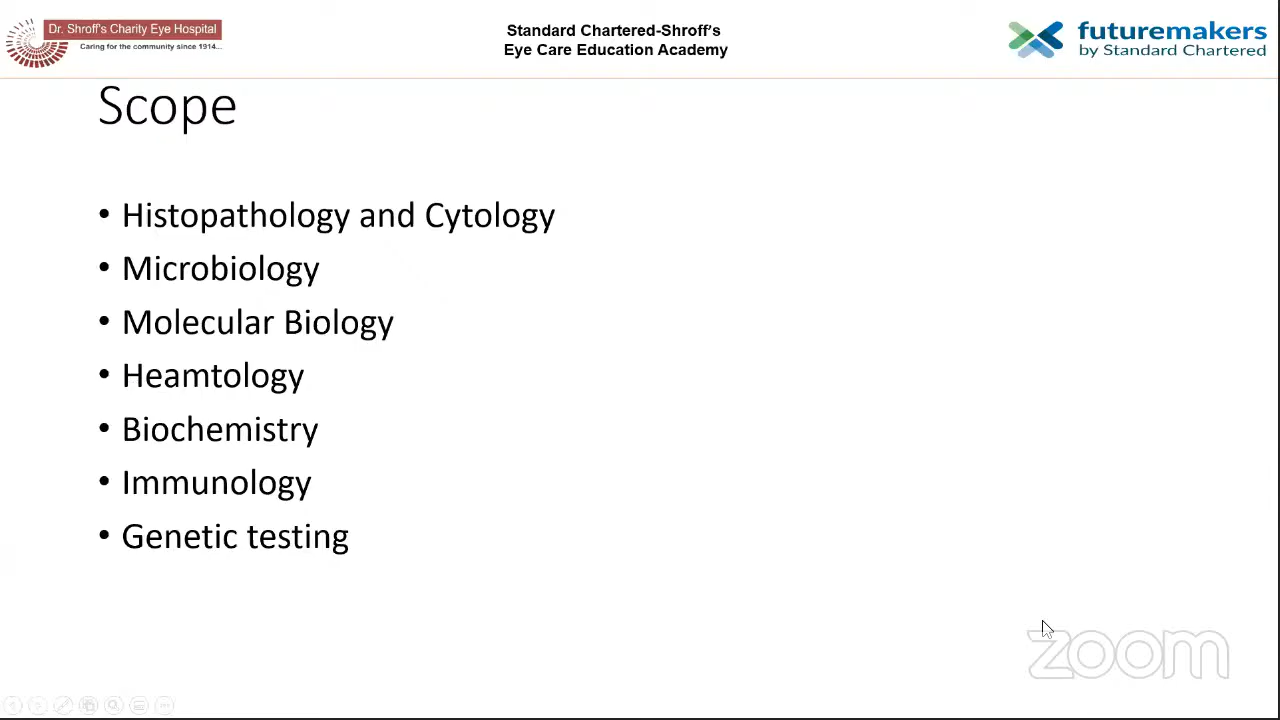 Dr. Shroff's Charity Eye Hospital
Caring for the community since 1914...
Standard Chartered-Shroff's
Eye Care Education Academy
futuremakers
by Standard Chartered
Scope
• Histopathology and Cytology
• Microbiology
• Molecular Biology
• Heamtology
• Biochemistry
• Immunology
• Genetic testing
zoom